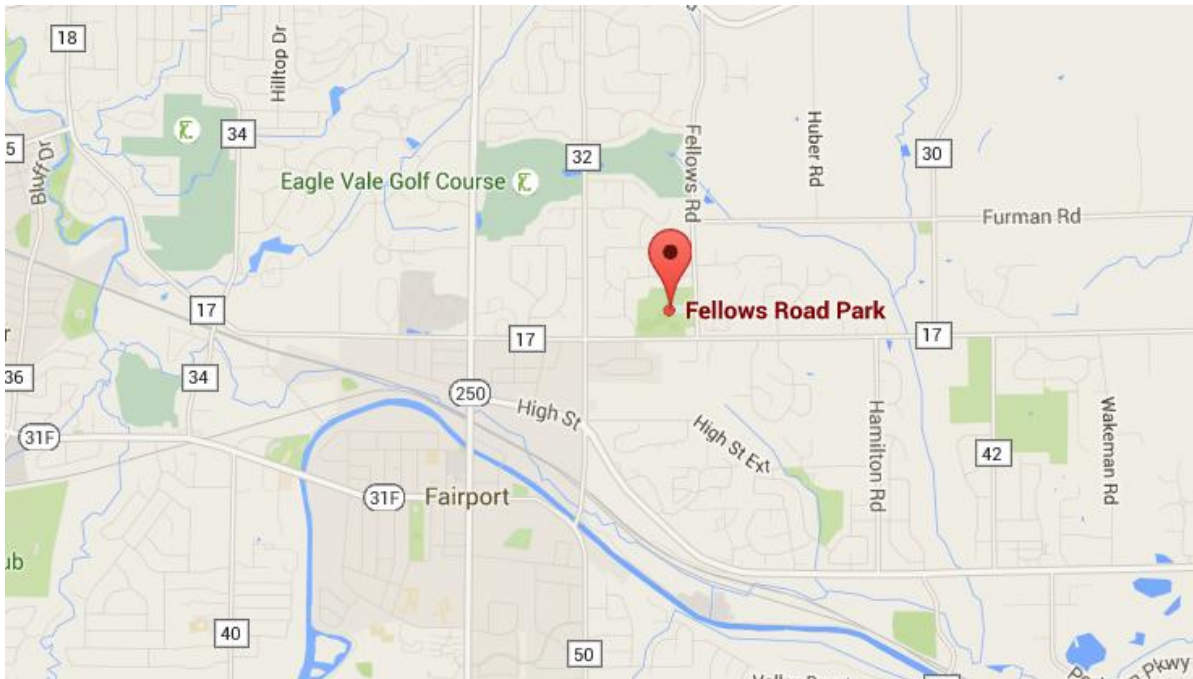 18
Hilltop Dr
34
5
Bluff Dr
32
Fellows Rd
Huber Rd
30
Eagle Vale Golf Course
Furman Rd
17
Fellows Road Park
17
17
34
36
250
High St
High St Ext
Hamilton Rd
42
Wakeman Rd
31F
31F
Fairport
ub
40
50
Pkwy